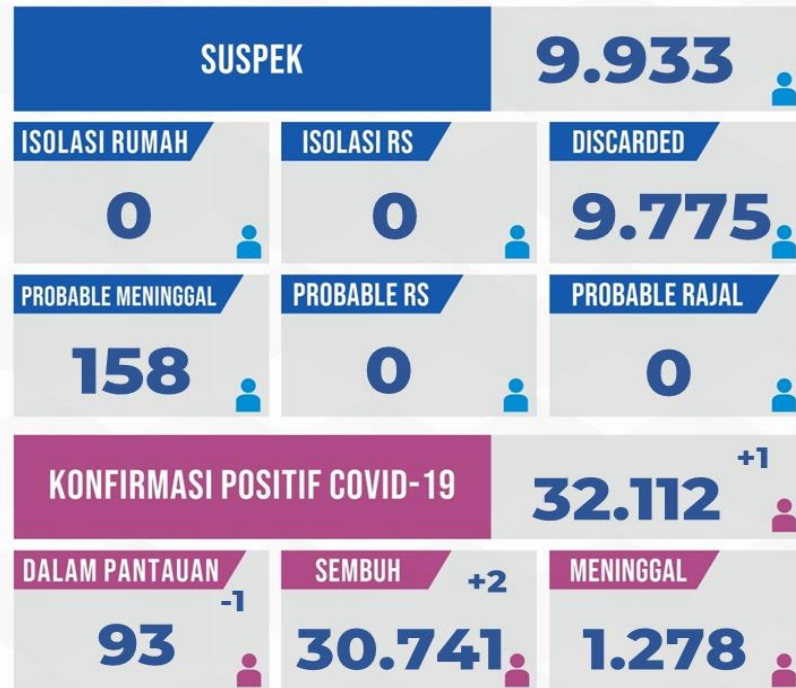 SUSPEK
9.933
ISOLASI RUMAH
0
ISOLASI RS
0
DISCARDED
9.775
PROBABLE MENINGGAL
158
PROBABLE RS
0
PROBABLE RAJAL
0
KONFIRMASI POSITIF COVID-19
32.112
+1
DALAM PANTAUAN
-1
93
SEMBUH
+2
30.741
MENINGGAL
1.278